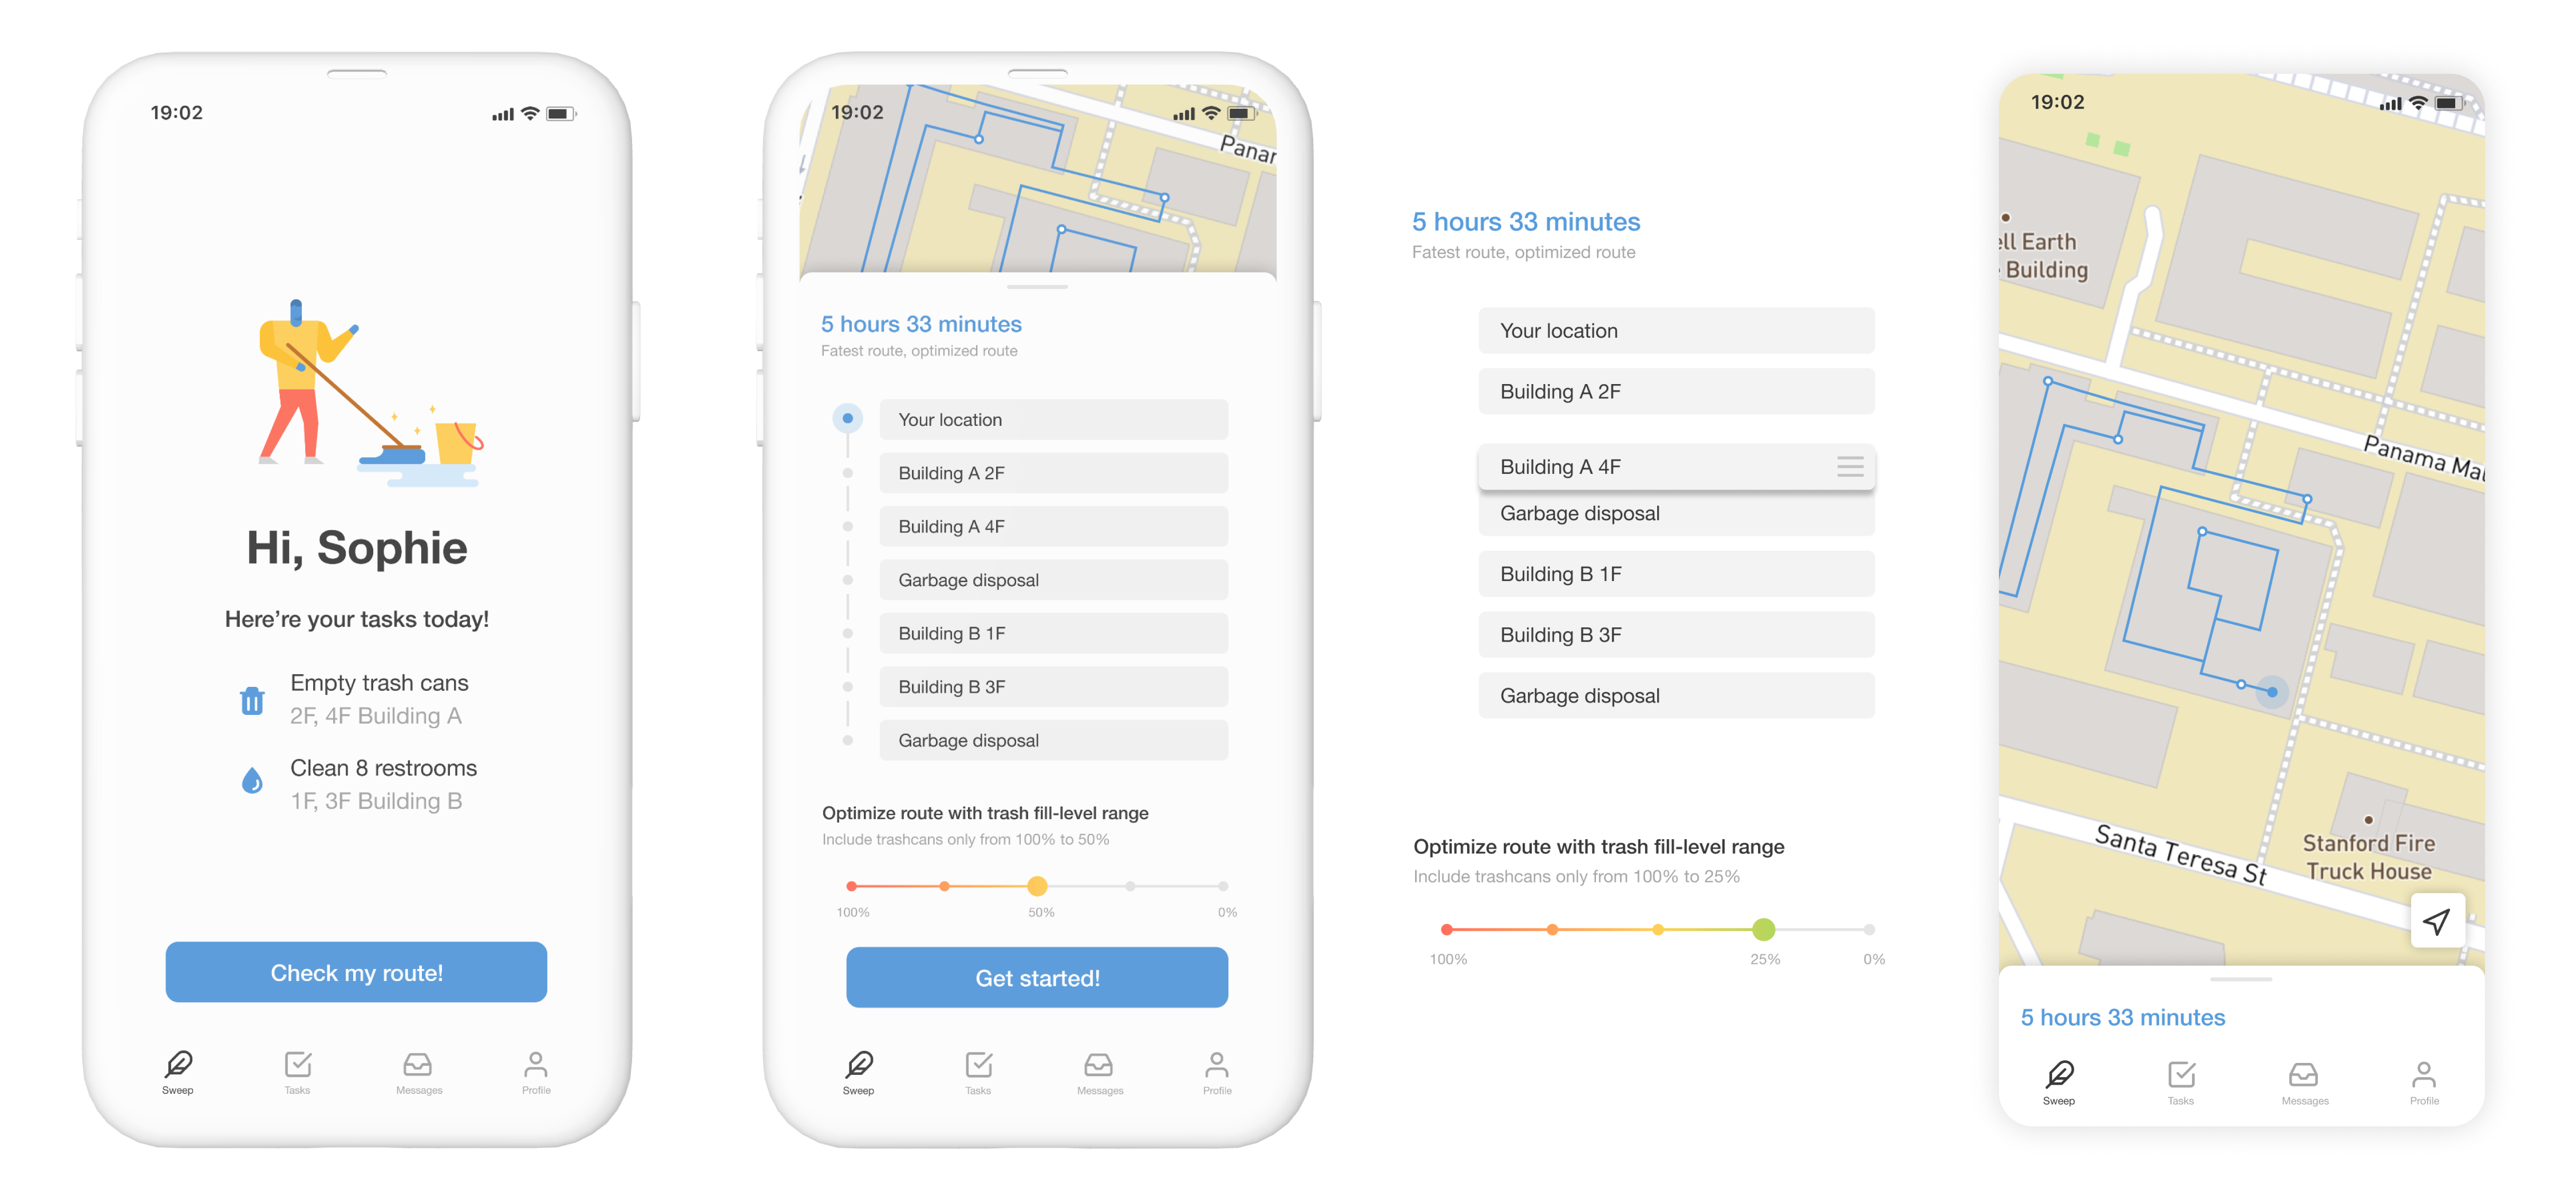 19:02
Hi, Sophie
Here’re your tasks today!
Empty trash cans
2F, 4F Building A
Clean 8 restrooms
1F, 3F Building B
Check my route!
Sweep
Tasks
Messages
Profile
19:02
Panar
5 hours 33 minutes
Fatest route, optimized route
Your location
Building A 2F
Building A 4F
Garbage disposal
Building B 1F
Building B 3F
Garbage disposal
Optimize route with trash fill-level range
Include trashcans only from 100% to 50%
100%
50%
0%
Get started!
Sweep
Tasks
Messages
Profile
5 hours 33 minutes
Fatest route, optimized route
Your location
Building A 2F
Building A 4F
Garbage disposal
Building B 1F
Building B 3F
Garbage disposal
Optimize route with trash fill-level range
Include trashcans only from 100% to 25%
100%
25%
0%
19:02
ell Earth
Building
Panama Mal
Santa Teresa St
Stanford Fire
Truck House
5 hours 33 minutes
Sweep
Tasks
Messages
Profile